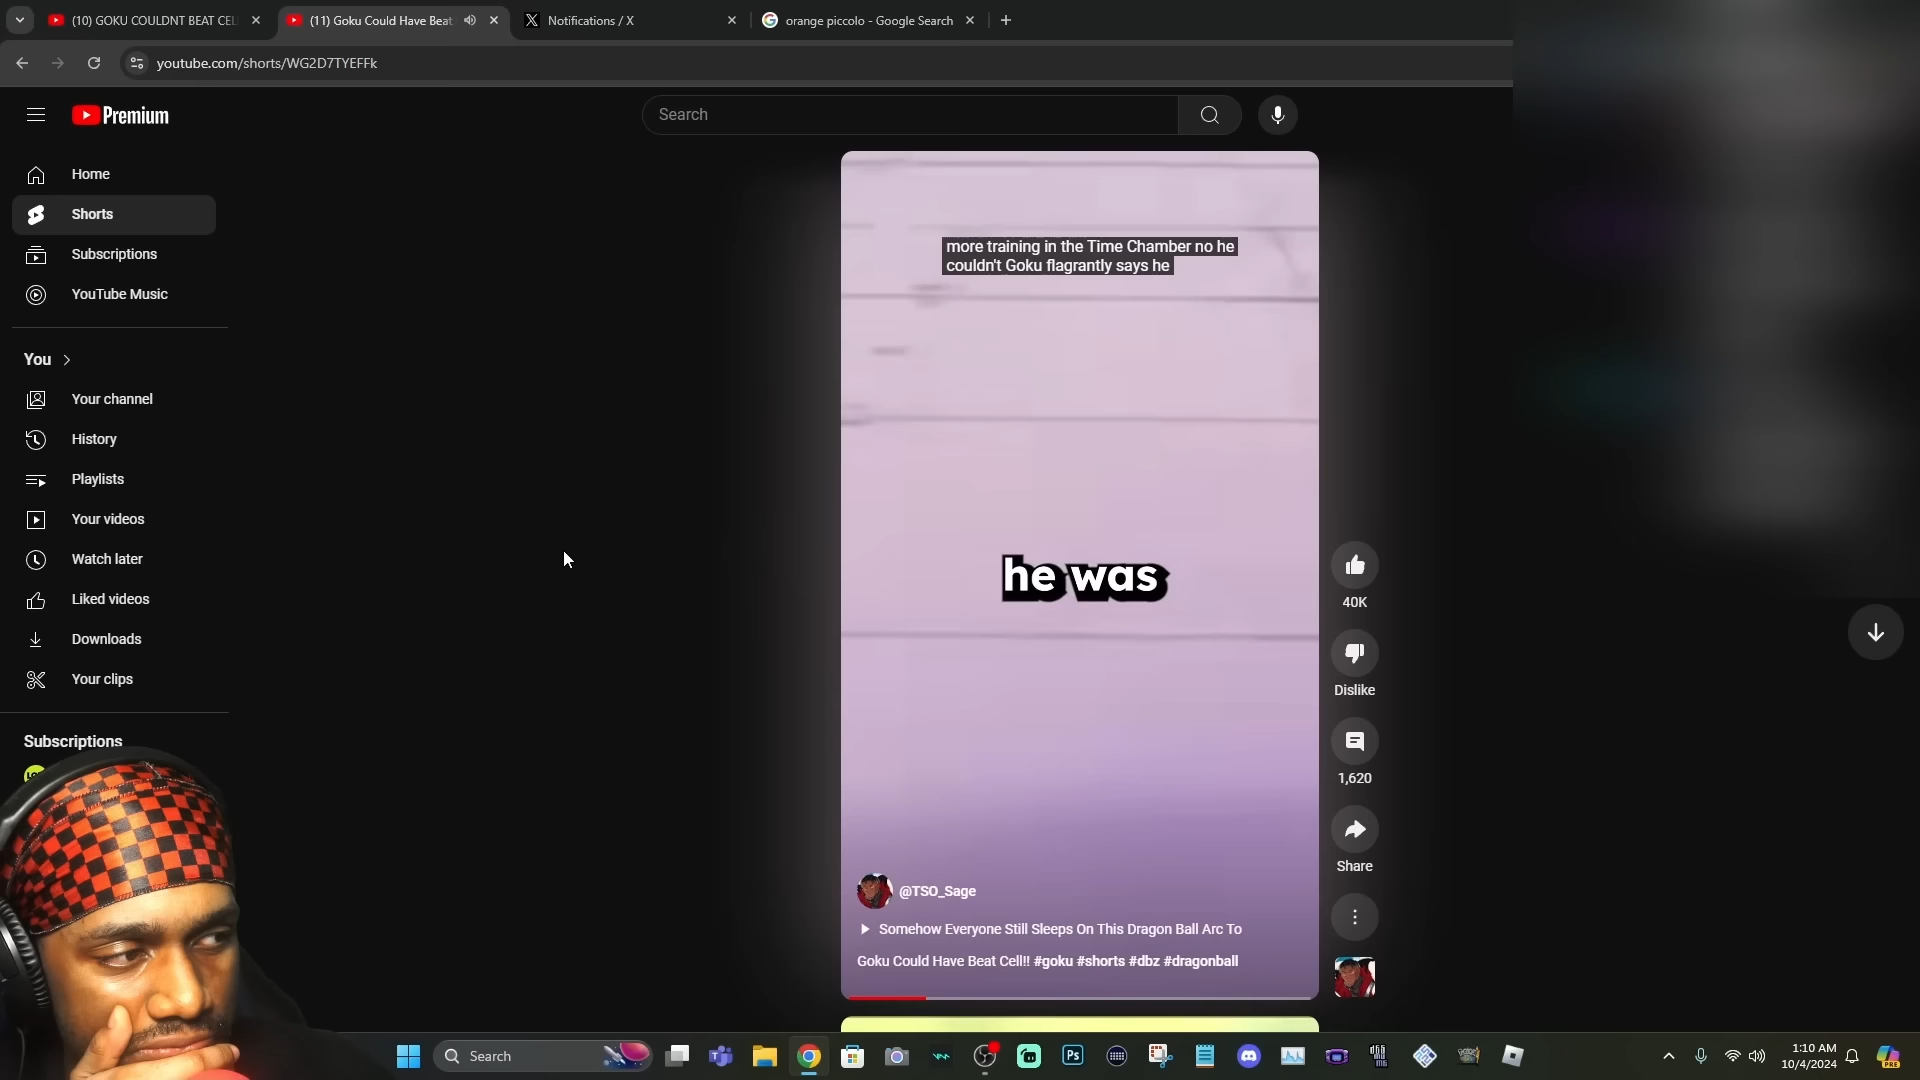 (10) GOKU COULDNT BEAT CEL
(11) Goku Could Have Beat
Notifications / X
orange piccolo - Google Search
youtube.com/shorts/WG2D7TYEFFk
Premium
Search
Home
Shorts
Subscriptions
YouTube Music
You
Your channel
History
Playlists
Your videos
Watch later
Liked videos
Downloads
Your clips
Subscriptions
more training in the Time Chamber no he
couldn't Goku flagrantly says he
he was
40K
Dislike
1,620
Share
@TSO_Sage
Somehow Everyone Still Sleeps On This Dragon Ball Arc To
Goku Could Have Beat Cell!! #goku #shorts #dbz #dragonball
Search
Ps
1:10 AM
10/4/2024
PRE